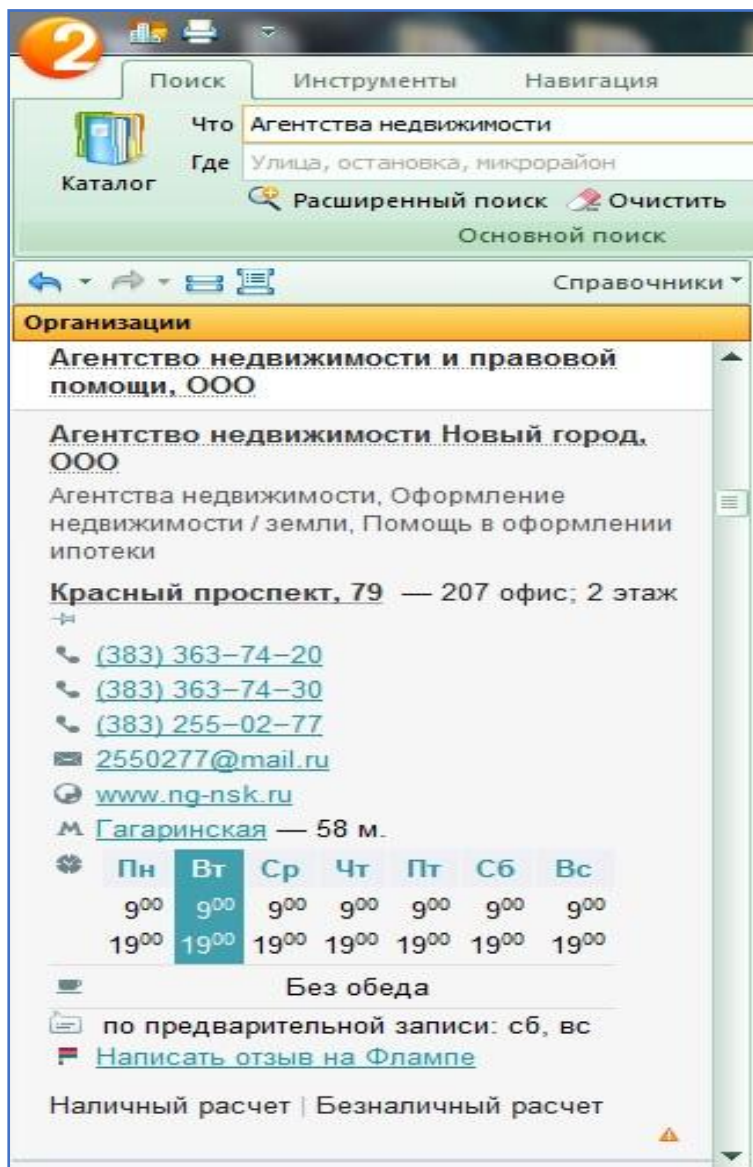 2
Поиск Инструменты Навигация
Что Агентства недвижимости
Где Улица, остановка, микрорайон
Каталог
Расширенный поиск Очистить
Основной поиск
Справочники
Организации
Агентство недвижимости и правовой
помощи, ООО
Агентство недвижимости Новый город,
ООО
Агентства недвижимости, Оформление
недвижимости / земли, Помощь в оформлении
ипотеки
Красный проспект, 79 — 207 офис; 2 этаж
(383) 363–74–20
(383) 363–74–30
(383) 255–02–77
2550277@mail.ru
www.ng-nsk.ru
М Гагаринская — 58 м.
Пн Вт Ср Чт Пт Сб Вс
9⁰⁰ 9⁰⁰ 9⁰⁰ 9⁰⁰ 9⁰⁰ 9⁰⁰ 9⁰⁰
19⁰⁰ 19⁰⁰ 19⁰⁰ 19⁰⁰ 19⁰⁰ 19⁰⁰ 19⁰⁰
Без обеда
по предварительной записи: сб, вс
Написать отзыв на Флампе
Наличный расчет | Безналичный расчет